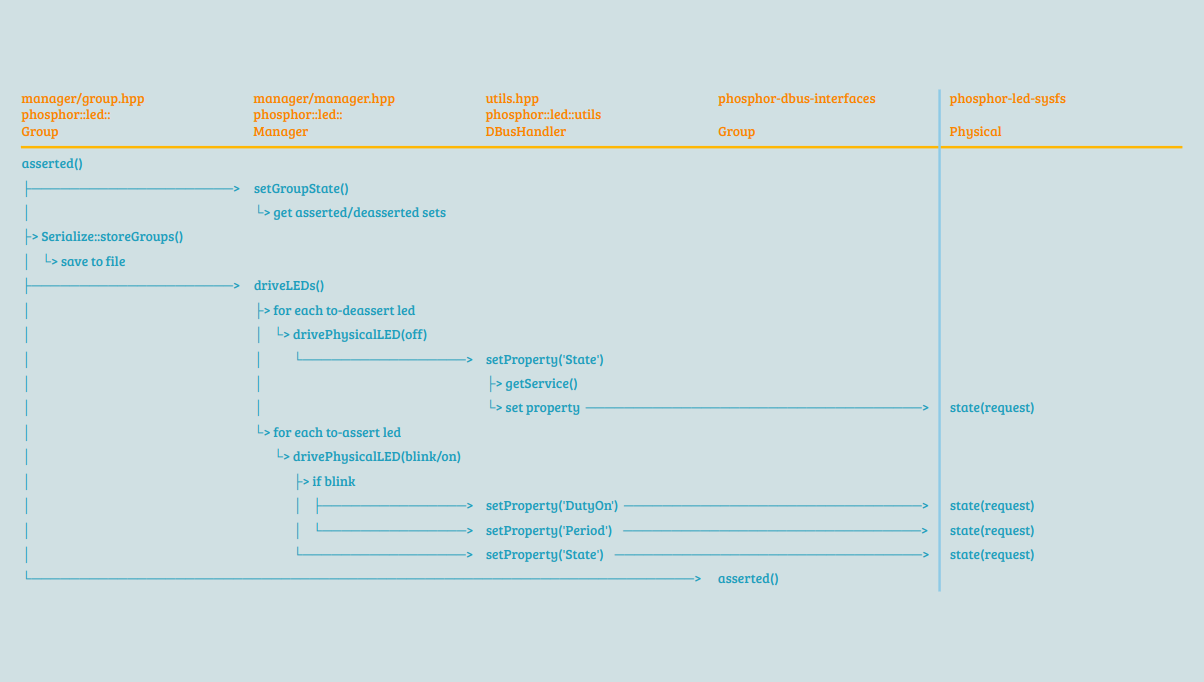 manager/group.hpp manager/manager.hpp utils.hpp phosphor-dbus-interfaces phosphor-led-sysfs
phosphor::led:: phosphor::led:: phosphor::led::utils
Group Manager DBusHandler Group Physical
asserted()
├──> setGroupState()
│ └> get asserted/deasserted sets
├> Serialize::storeGroups()
│ └> save to file
├──> driveLEDs()
│ ├> for each to-deassert led
│ │ └> drivePhysicalLED(off)
│ │ └──> setProperty('State')
│ │ ├> getService()
│ │ └> set property ──> state(request)
│ └> for each to-assert led
│ └> drivePhysicalLED(blink/on)
│ ├> if blink
│ │ ├──> setProperty('DutyOn') ──> state(request)
│ │ └──> setProperty('Period') ──> state(request)
│ └──> setProperty('State') ──> state(request)
└──> asserted()